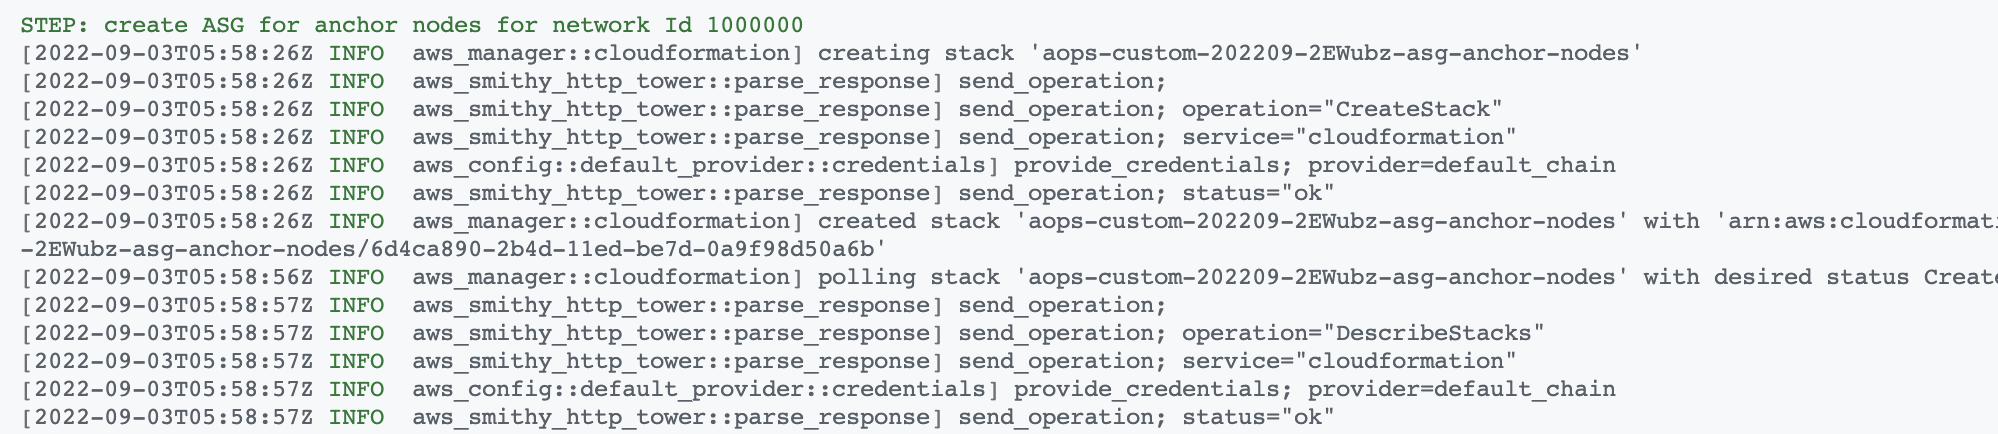 STEP: create ASG for anchor nodes for network Id 1000000
[2022-09-03T05:58:26Z INFO  aws_manager::cloudformation] creating stack 'aops-custom-202209-2EWubz-asg-anchor-nodes'
[2022-09-03T05:58:26Z INFO  aws_smithy_http_tower::parse_response] send_operation;
[2022-09-03T05:58:26Z INFO  aws_smithy_http_tower::parse_response] send_operation; operation="CreateStack"
[2022-09-03T05:58:26Z INFO  aws_smithy_http_tower::parse_response] send_operation; service="cloudformation"
[2022-09-03T05:58:26Z INFO  aws_config::default_provider::credentials] provide_credentials; provider=default_chain
[2022-09-03T05:58:26Z INFO  aws_smithy_http_tower::parse_response] send_operation; status="ok"
[2022-09-03T05:58:26Z INFO  aws_manager::cloudformation] created stack 'aops-custom-202209-2EWubz-asg-anchor-nodes' with 'arn:aws:cloudformati
-2EWubz-asg-anchor-nodes/6d4ca890-2b4d-11ed-be7d-0a9f98d50a6b'
[2022-09-03T05:58:56Z INFO  aws_manager::cloudformation] polling stack 'aops-custom-202209-2EWubz-asg-anchor-nodes' with desired status Create
[2022-09-03T05:58:57Z INFO  aws_smithy_http_tower::parse_response] send_operation;
[2022-09-03T05:58:57Z INFO  aws_smithy_http_tower::parse_response] send_operation; operation="DescribeStacks"
[2022-09-03T05:58:57Z INFO  aws_smithy_http_tower::parse_response] send_operation; service="cloudformation"
[2022-09-03T05:58:57Z INFO  aws_config::default_provider::credentials] provide_credentials; provider=default_chain
[2022-09-03T05:58:57Z INFO  aws_smithy_http_tower::parse_response] send_operation; status="ok"